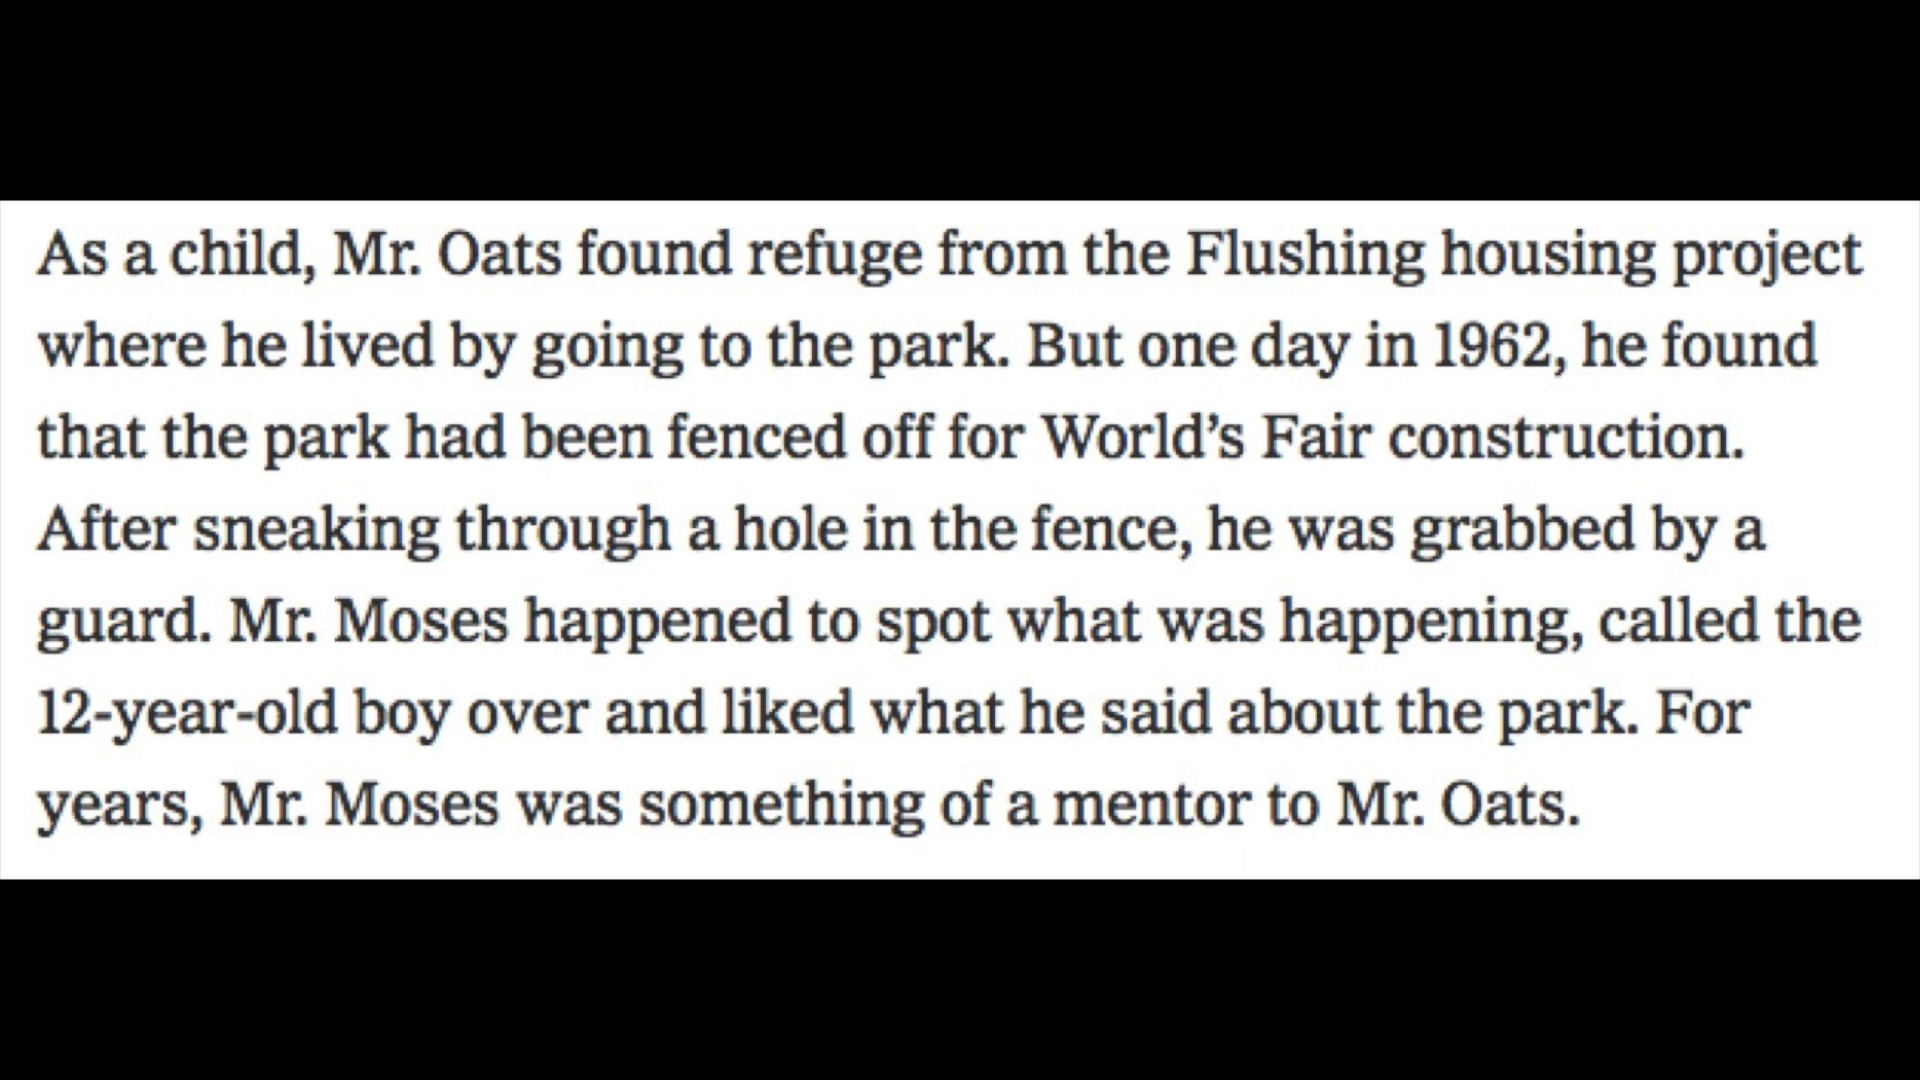 As a child, Mr. Oats found refuge from the Flushing housing project
where he lived by going to the park. But one day in 1962, he found
that the park had been fenced off for World’s Fair construction.
After sneaking through a hole in the fence, he was grabbed by a
guard. Mr. Moses happened to spot what was happening, called the
12-year-old boy over and liked what he said about the park. For
years, Mr. Moses was something of a mentor to Mr. Oats.